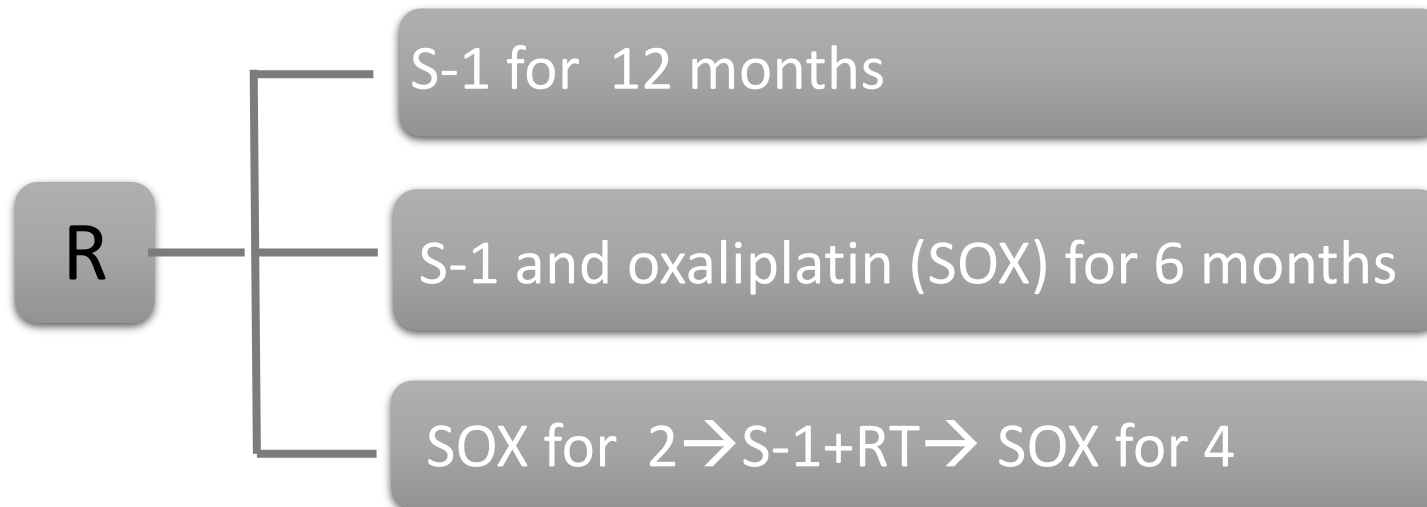 S-1 for 12 months
R
S-1 and oxaliplatin (SOX) for 6 months
SOX for 2→S-1+RT→ SOX for 4